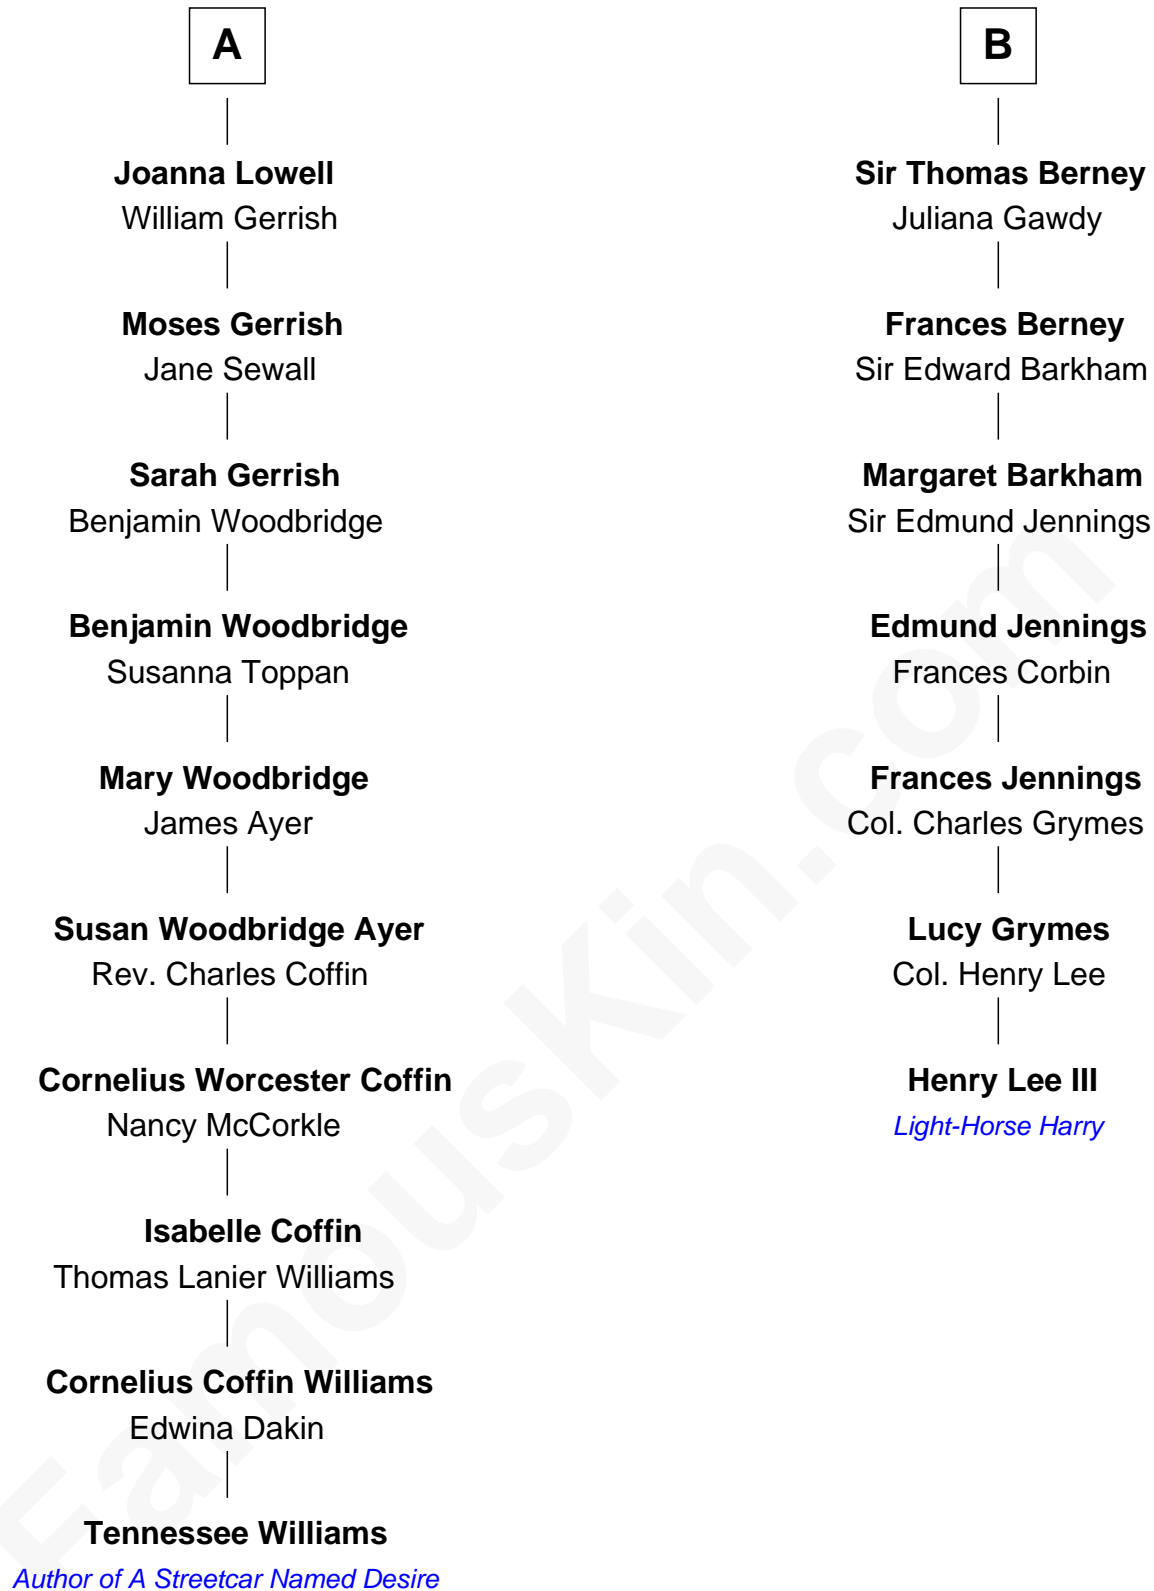 A
Joanna Lowell
William Gerrish
Moses Gerrish
Jane Sewall
Sarah Gerrish
Benjamin Woodbridge
Benjamin Woodbridge
Susanna Toppan
Mary Woodbridge
James Ayer
Susan Woodbridge Ayer
Rev. Charles Coffin
Cornelius Worcester Coffin
Nancy McCorkle
Isabelle Coffin
Thomas Lanier Williams
Cornelius Coffin Williams
Edwina Dakin
Tennessee Williams
Author of A Streetcar Named Desire
B
Sir Thomas Berney
Juliana Gawdy
Frances Berney
Sir Edward Barkham
Margaret Barkham
Sir Edmund Jennings
Edmund Jennings
Frances Corbin
Frances Jennings
Col. Charles Grymes
Lucy Grymes
Col. Henry Lee
Henry Lee III
Light-Horse Harry
FamousKin.com